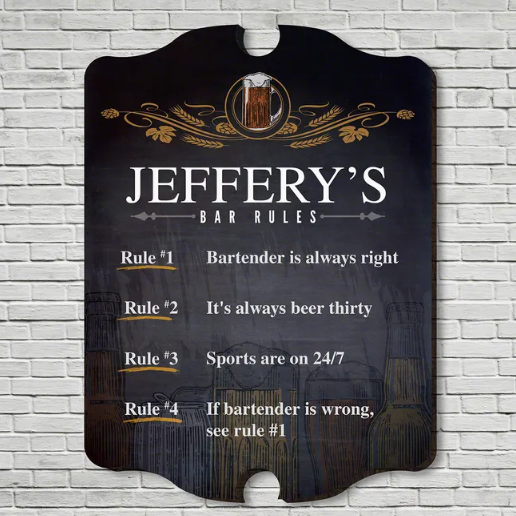 JEFFERY'S
BAR RULES
Rule #1 Bartender is always right
Rule #2 It's always beer thirty
Rule #3 Sports are on 24/7
Rule #4 If bartender is wrong,
see rule #1